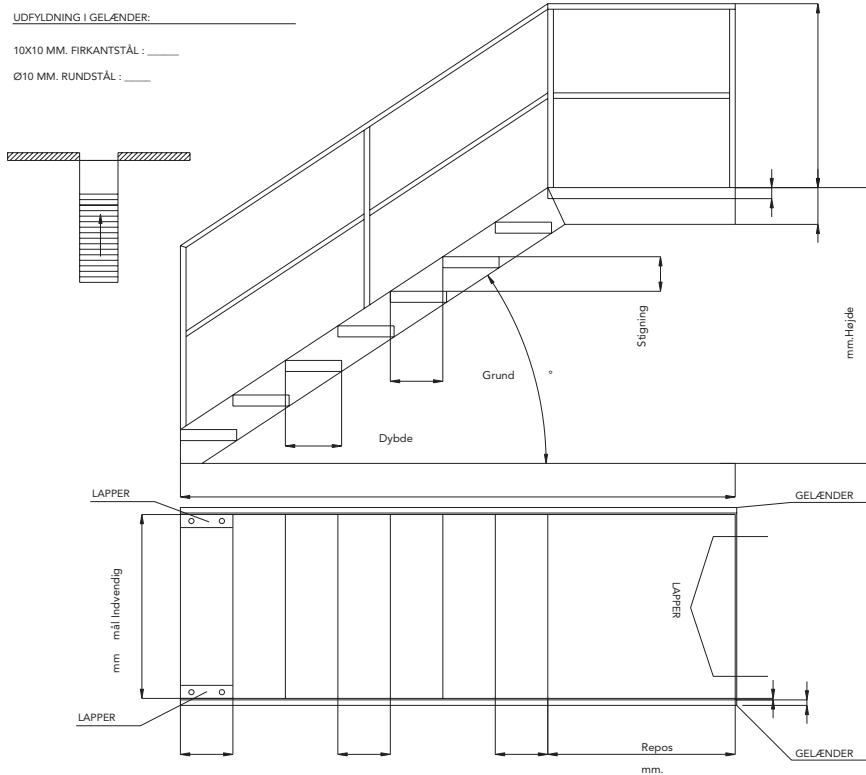 UDFYLDNING I GELÆNDER:
10X10 MM. FIRKANTSTÅL : _____
Ø10 MM. RUNDSTÅL : ____
Stigning
mm.Højde
Grund °
Dybde
LAPPER
GELÆNDER
mm mål Indvendig
LAPPER
LAPPER
Repos
mm.
GELÆNDER